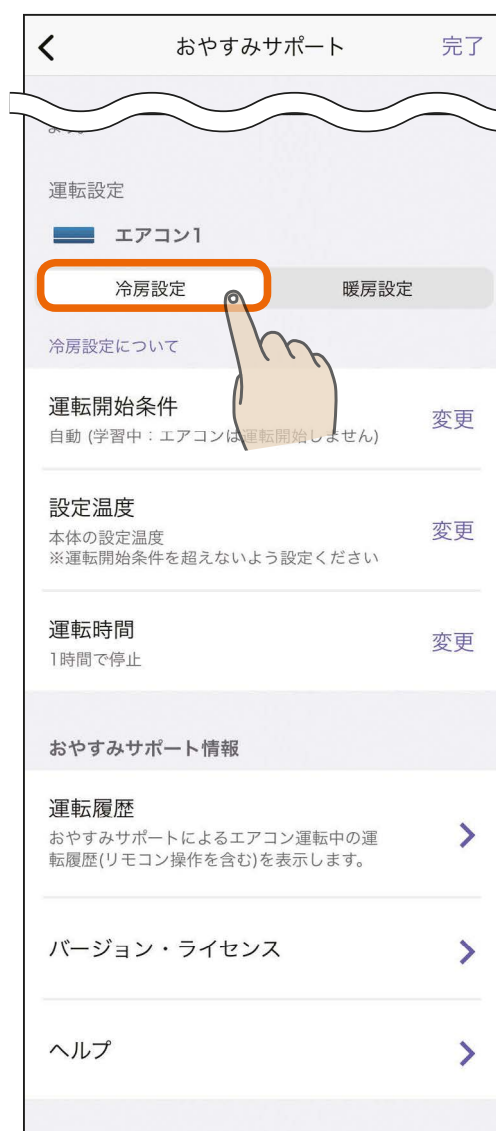 おやすみサポート 完了
運転設定
エアコン1
冷房設定 暖房設定
冷房設定について
運転開始条件
変更
自動 (学習中：エアコンは運転開始しません)
設定温度
変更
本体の設定温度
※運転開始条件を超えないよう設定ください
運転時間
変更
1時間で停止
おやすみサポート情報
運転履歴
おやすみサポートによるエアコン運転中の運
転履歴(リモコン操作を含む)を表示します。
バージョン・ライセンス
ヘルプ